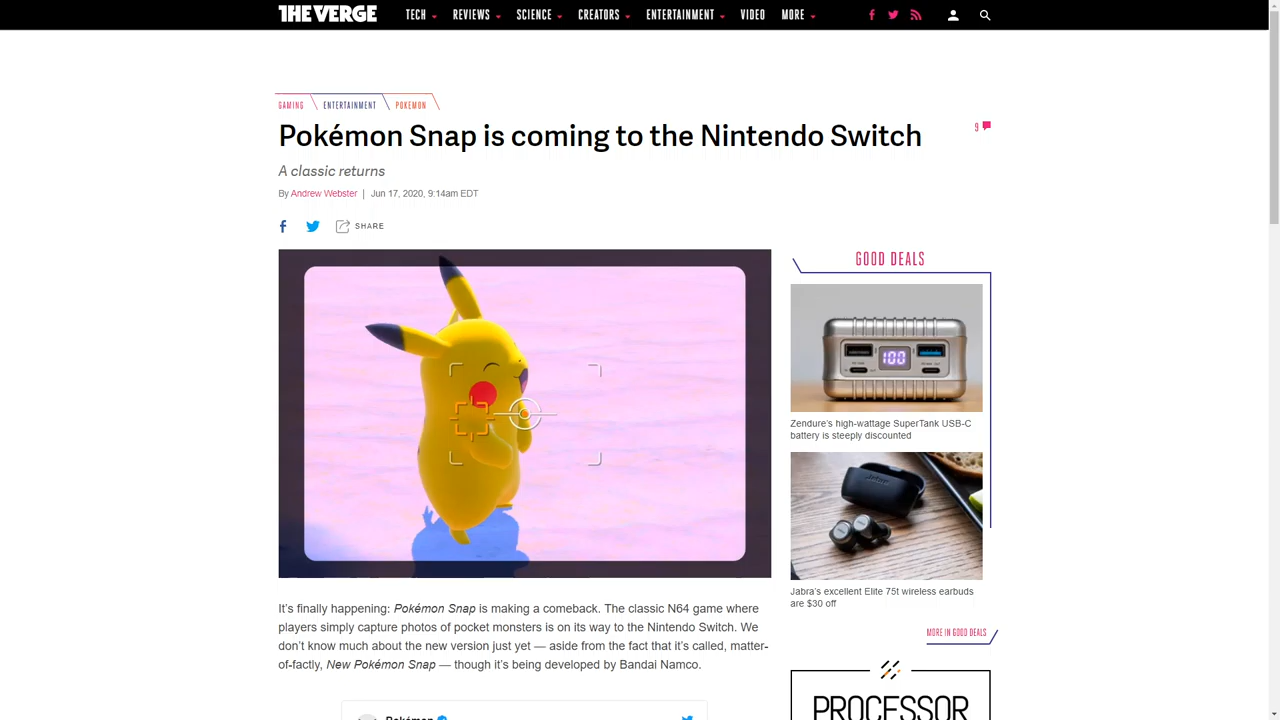 THE VERGE
TECH REVIEWS SCIENCE CREATORS ENTERTAINMENT VIDEO MORE
GAMING ENTERTAINMENT POKEMON
Pokémon Snap is coming to the Nintendo Switch
9
A classic returns
By Andrew Webster | Jun 17, 2020, 9:14am EDT
SHARE
GOOD DEALS
100
Zendure's high-wattage SuperTank USB-C
battery is steeply discounted
Jabra's excellent Elite 75t wireless earbuds
are $30 off
MORE IN GOOD DEALS
It's finally happening: Pokémon Snap is making a comeback. The classic N64 game where
players simply capture photos of pocket monsters is on its way to the Nintendo Switch. We
don't know much about the new version just yet — aside from the fact that it's called, matter-
of-factly, New Pokémon Snap — though it's being developed by Bandai Namco.
PROCESSOR
Pokémon